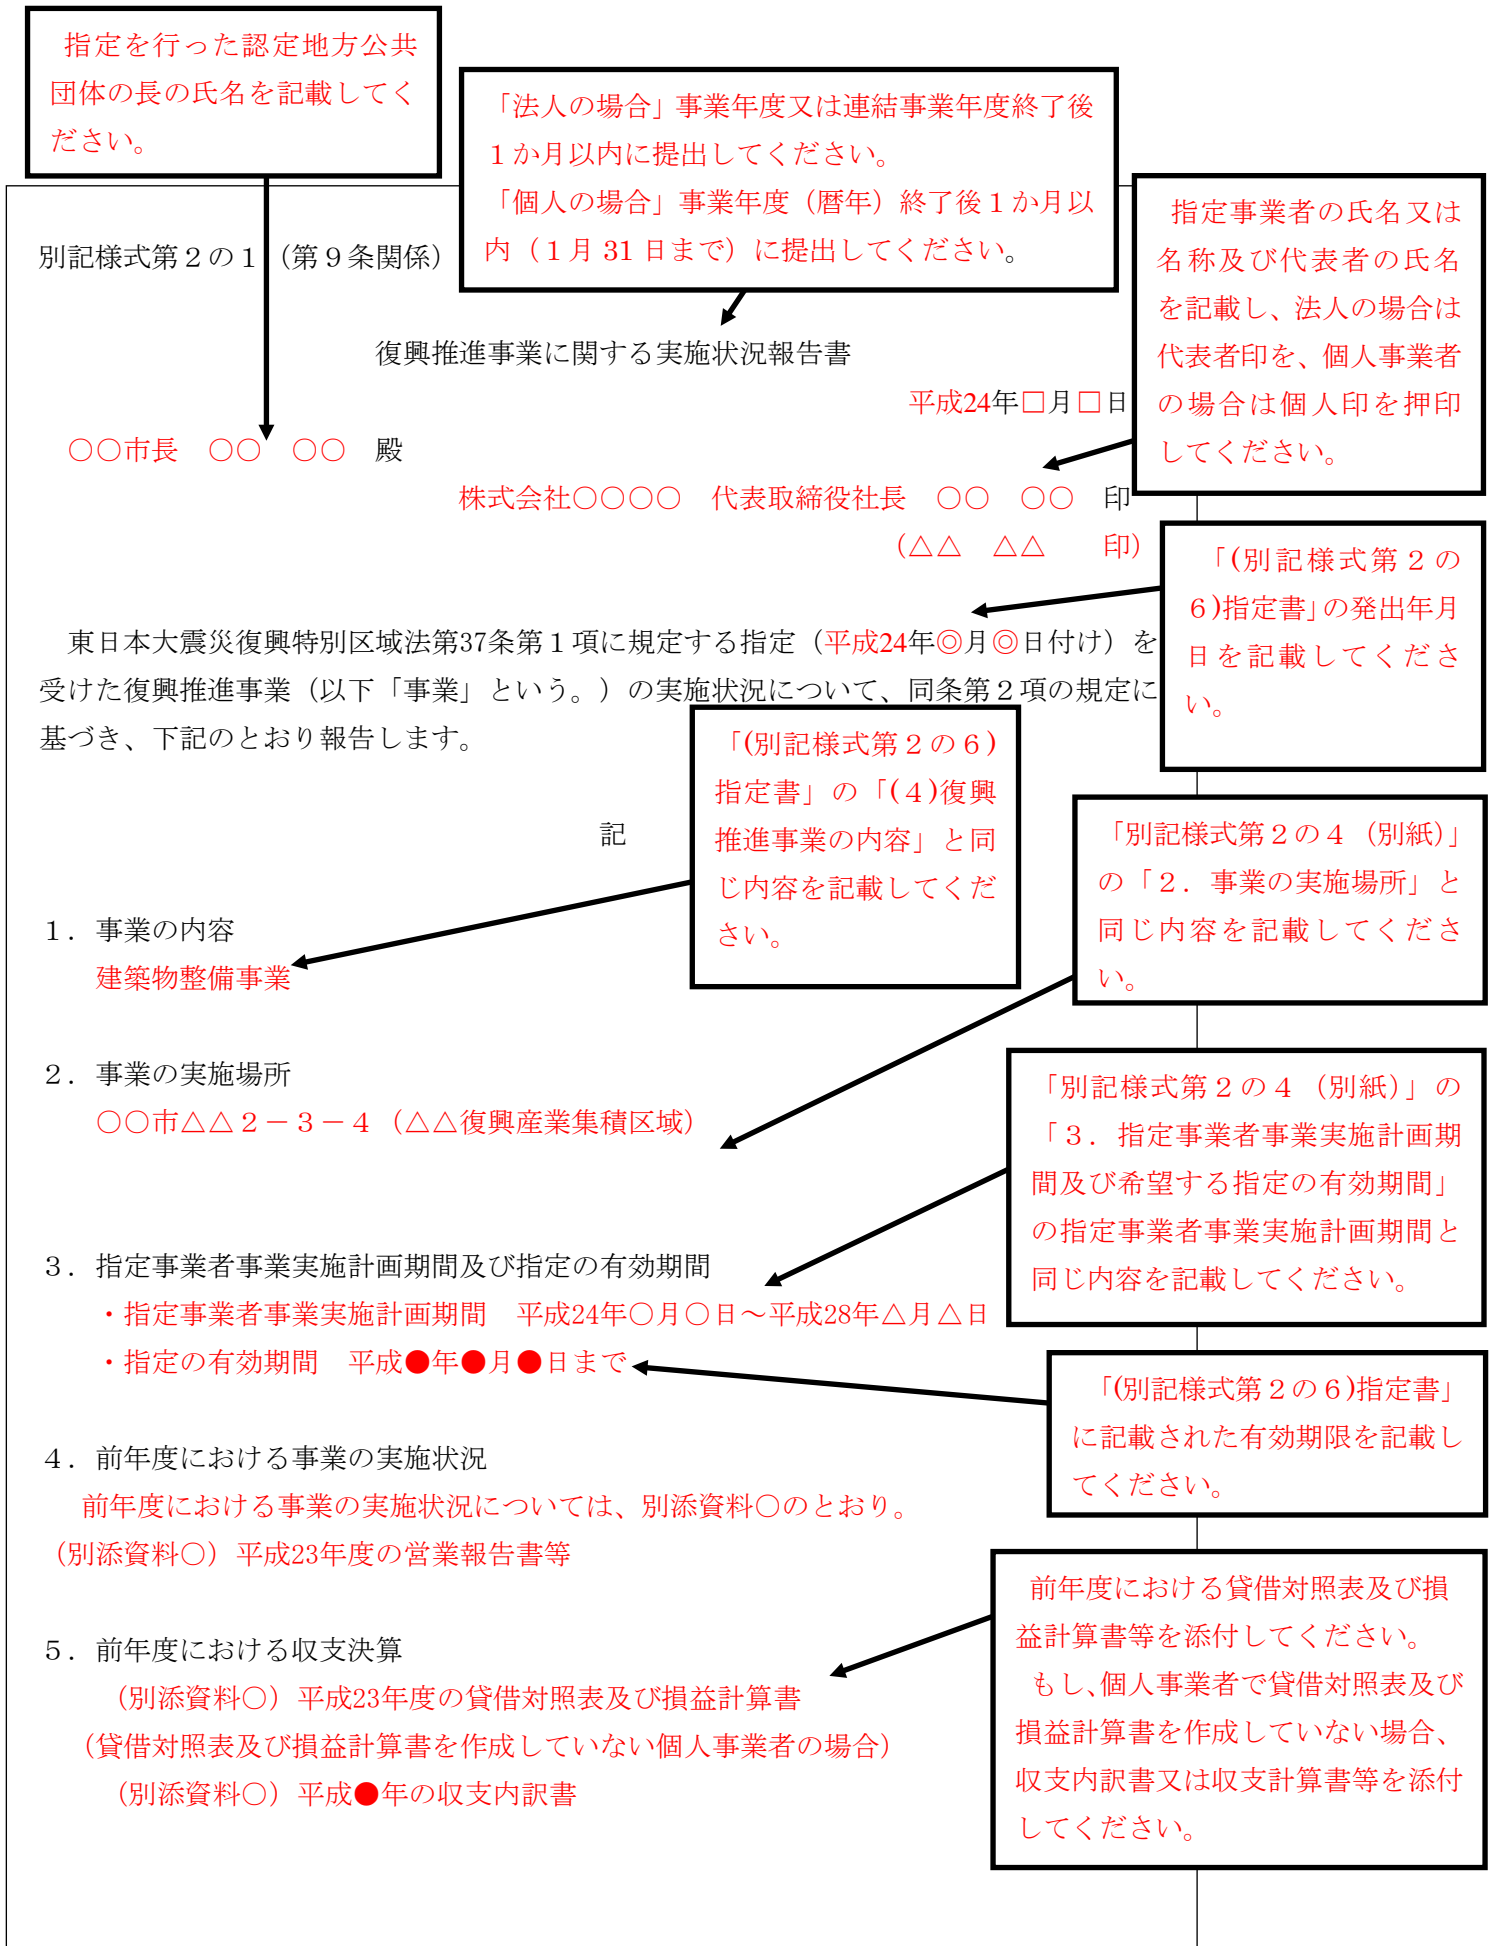 指定を行った認定地方公共
団体の長の氏名を記載してく
ださい。
「法人の場合」事業年度又は連結事業年度終了後
１か月以内に提出してください。
「個人の場合」事業年度（暦年）終了後１か月以
内（１月 31 日まで）に提出してください。
指定事業者の氏名又は
名称及び代表者の氏名
を記載し、法人の場合は
代表者印を、個人事業者
の場合は個人印を押印
してください。
別記様式第２の１（第９条関係）
復興推進事業に関する実施状況報告書
平成24年□月□日
○○市長　○○　○○　殿
株式会社○○○○　代表取締役社長　○○　○○　印
（△△　△△　　印）
「(別記様式第２の
６)指定書」の発出年月
日を記載してくださ
い。
東日本大震災復興特別区域法第37条第１項に規定する指定（平成24年◎月◎日付け）を
受けた復興推進事業（以下「事業」という。）の実施状況について、同条第２項の規定に
基づき、下記のとおり報告します。
「(別記様式第２の６)
指定書」の「(４)復興
推進事業の内容」と同
じ内容を記載してくだ
さい。
記
「別記様式第２の４（別紙）」
の「２．事業の実施場所」と
同じ内容を記載してくださ
い。
１．事業の内容
建築物整備事業
２．事業の実施場所
○○市△△２－３－４（△△復興産業集積区域）
「別記様式第２の４（別紙）」の
「３．指定事業者事業実施計画期
間及び希望する指定の有効期間」
の指定事業者事業実施計画期間と
同じ内容を記載してください。
３．指定事業者事業実施計画期間及び指定の有効期間
・指定事業者事業実施計画期間　平成24年○月○日～平成28年△月△日
・指定の有効期間　平成●年●月●日まで
「(別記様式第２の６)指定書」
に記載された有効期限を記載し
てください。
４．前年度における事業の実施状況
前年度における事業の実施状況については、別添資料○のとおり。
（別添資料○）平成23年度の営業報告書等
前年度における貸借対照表及び損
益計算書等を添付してください。
もし、個人事業者で貸借対照表及び
損益計算書を作成していない場合、
収支内訳書又は収支計算書等を添付
してください。
５．前年度における収支決算
（別添資料○）平成23年度の貸借対照表及び損益計算書
（貸借対照表及び損益計算書を作成していない個人事業者の場合）
（別添資料○）平成●年の収支内訳書